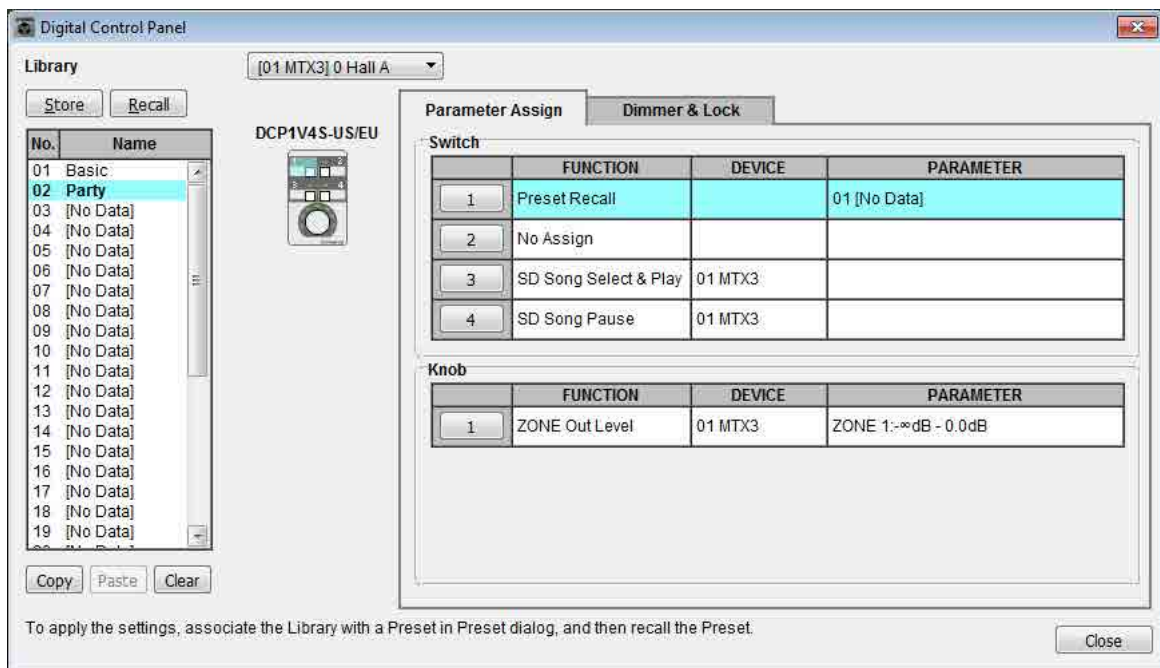 Digital Control Panel
Library
[01 MTX3] 0 Hall A
Store Recall
No. Name
01 Basic
02 Party
03 [No Data]
04 [No Data]
05 [No Data]
06 [No Data]
07 [No Data]
08 [No Data]
09 [No Data]
10 [No Data]
11 [No Data]
12 [No Data]
13 [No Data]
14 [No Data]
15 [No Data]
16 [No Data]
17 [No Data]
18 [No Data]
19 [No Data]
Copy Paste Clear
DCP1V4S-US/EU
Parameter Assign Dimmer & Lock
Switch
FUNCTION DEVICE PARAMETER
1 Preset Recall 01 [No Data]
2 No Assign
3 SD Song Select & Play 01 MTX3
4 SD Song Pause 01 MTX3
Knob
FUNCTION DEVICE PARAMETER
1 ZONE Out Level 01 MTX3 ZONE 1:-∞dB - 0.0dB
To apply the settings, associate the Library with a Preset in Preset dialog, and then recall the Preset.
Close